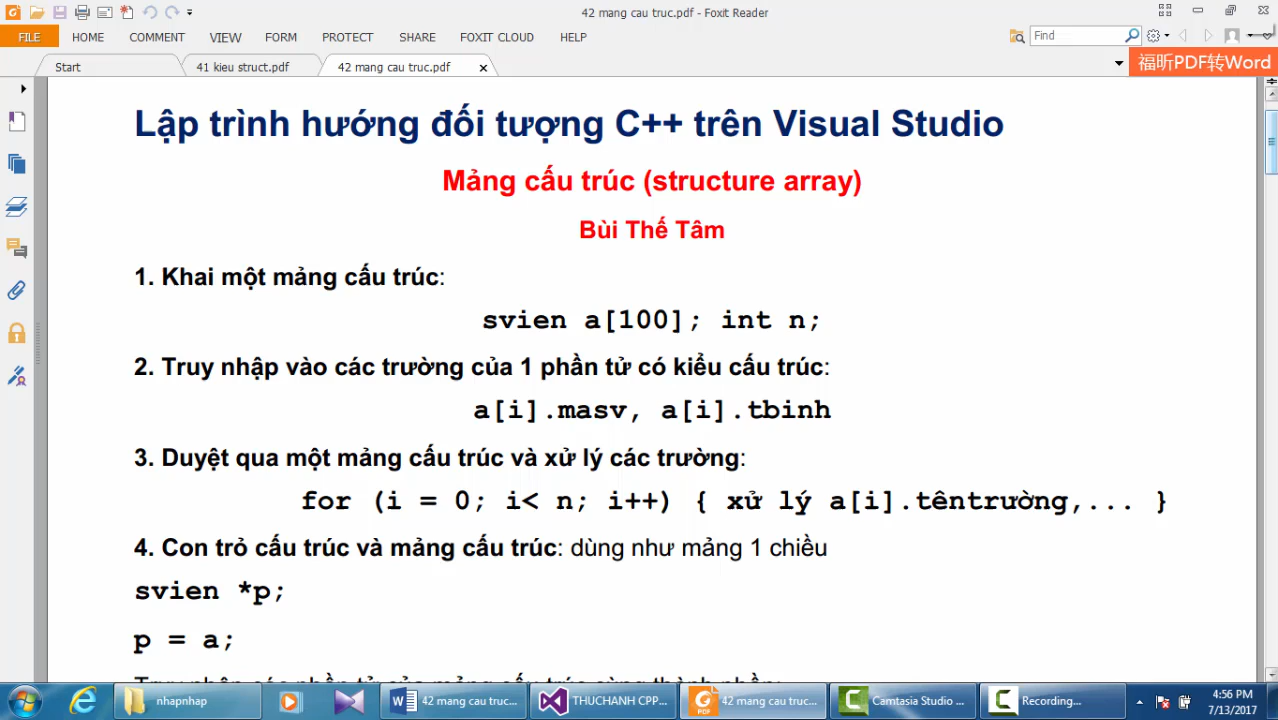 42 mang cau truc.pdf - Foxit Reader
FILE HOME COMMENT VIEW FORM PROTECT SHARE FOXIT CLOUD HELP Find
Start 41 kieu struct.pdf 42 mang cau truc.pdf 福昕PDF转Word
Lập trình hướng đối tượng C++ trên Visual Studio
Mảng cấu trúc (structure array)
Bùi Thế Tâm
1. Khai một mảng cấu trúc:
svien a[100]; int n;
2. Truy nhập vào các trường của 1 phần tử có kiểu cấu trúc:
a[i].masv, a[i].tbinh
3. Duyệt qua một mảng cấu trúc và xử lý các trường:
for (i = 0; i< n; i++) { xử lý a[i].têntrường,... }
4. Con trỏ cấu trúc và mảng cấu trúc: dùng như mảng 1 chiều
svien *p;
p = a;
nhapnhap 42 mang cau truc... THUCHANH CPP... 42 mang cau truc... Camtasia Studio ... Recording... 4:56 PM
7/13/2017